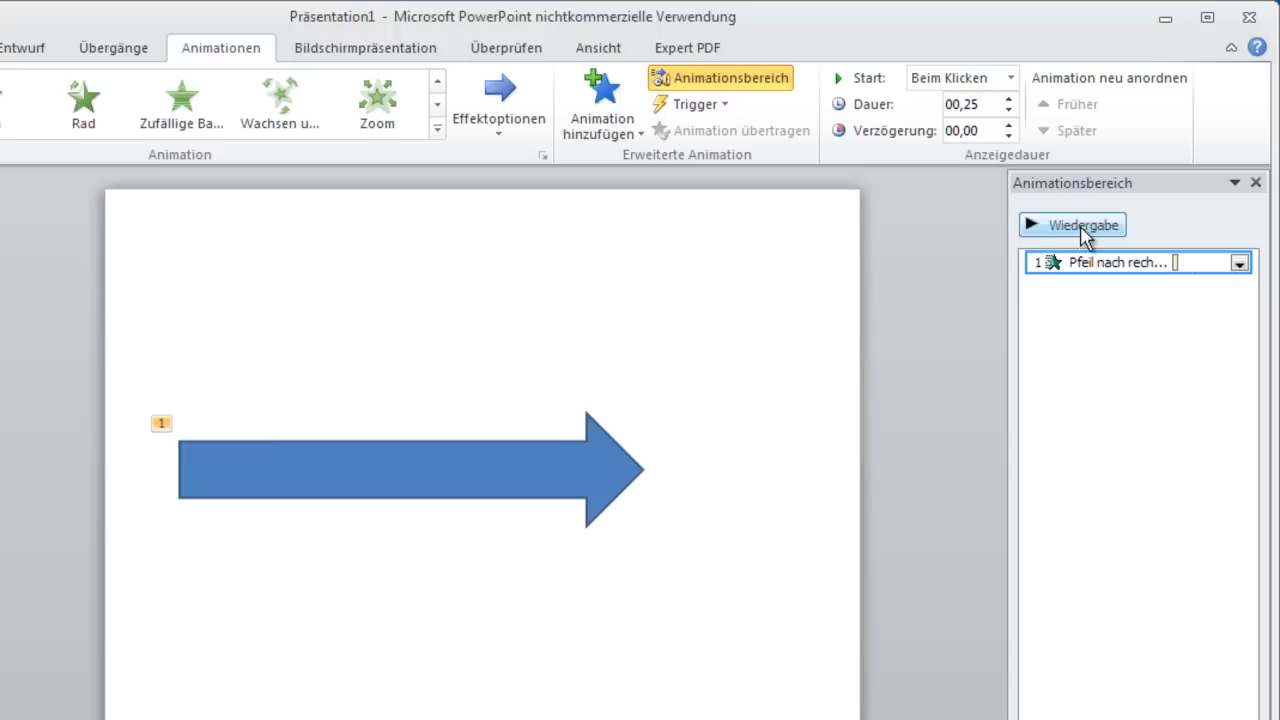 Präsentation1 - Microsoft PowerPoint nichtkommerzielle Verwendung
Entwurf Übergänge Animationen Bildschirmpräsentation Überprüfen Ansicht Expert PDF
Rad Zufällige Ba... Wachsen u... Zoom
Effektoptionen
Animation hinzufügen
Animationsbereich
Trigger
Animation übertragen
Start: Beim Klicken
Dauer: 00,25
Verzögerung: 00,00
Animation neu anordnen
Früher
Später
Animation Erweiterte Animation Anzeigedauer
Animationsbereich
Wiedergabe
1 Pfeil nach rech...
1